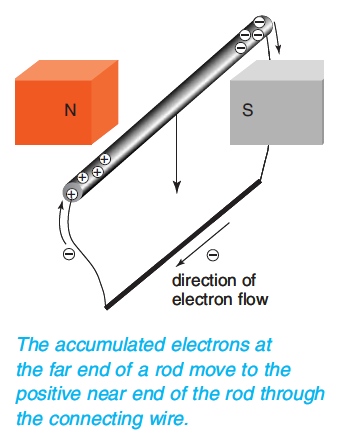 N
S
direction of
electron flow
The accumulated electrons at
the far end of a rod move to the
positive near end of the rod through
the connecting wire.